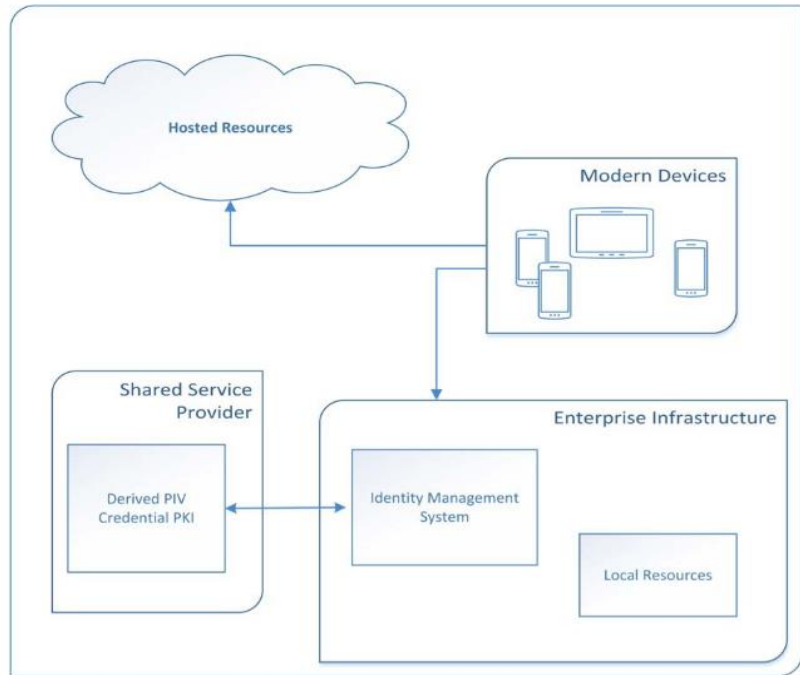 Hosted Resources
Modern Devices
Shared Service
Provider
Derived PIV
Credential PKI
Enterprise Infrastructure
Identity Management
System
Local Resources